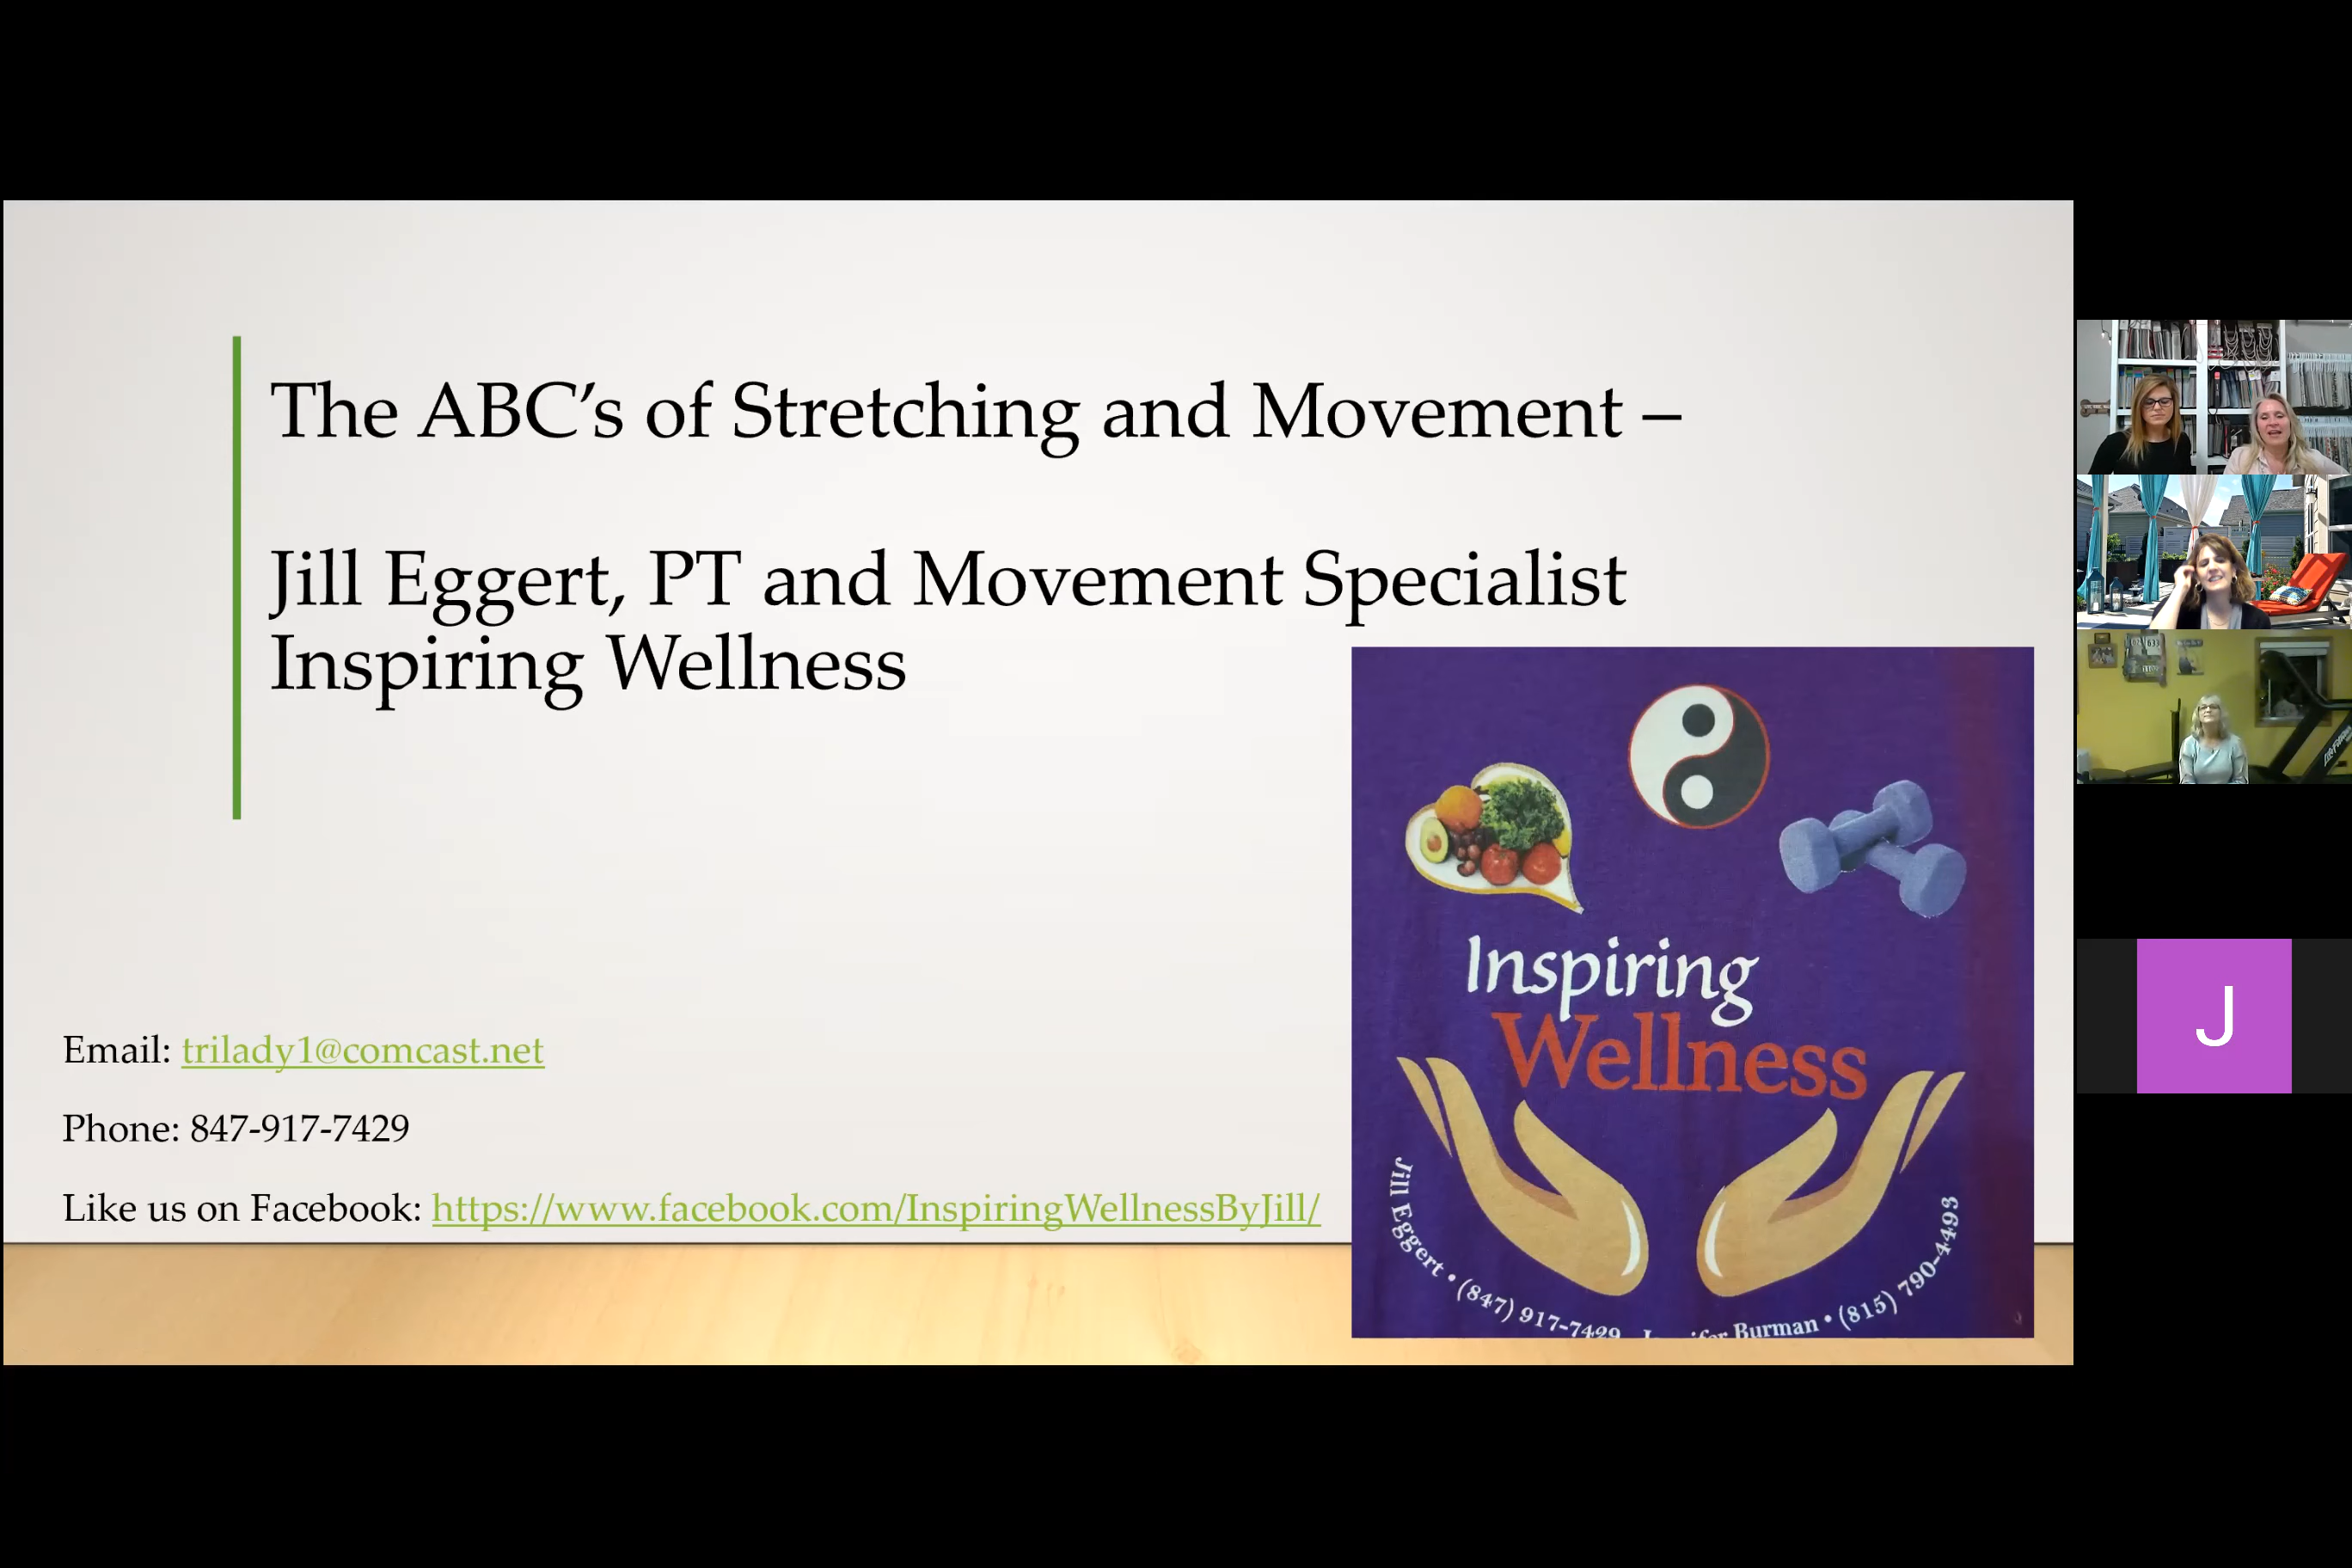 The ABC’s of Stretching and Movement –
Jill Eggert, PT and Movement Specialist
Inspiring Wellness
Email: trilady1@comcast.net
Phone: 847-917-7429
Like us on Facebook: https://www.facebook.com/InspiringWellnessByJill/
Inspiring
Wellness
Jill Eggert • (847) 917-7429
Burman • (815) 790-4493
J